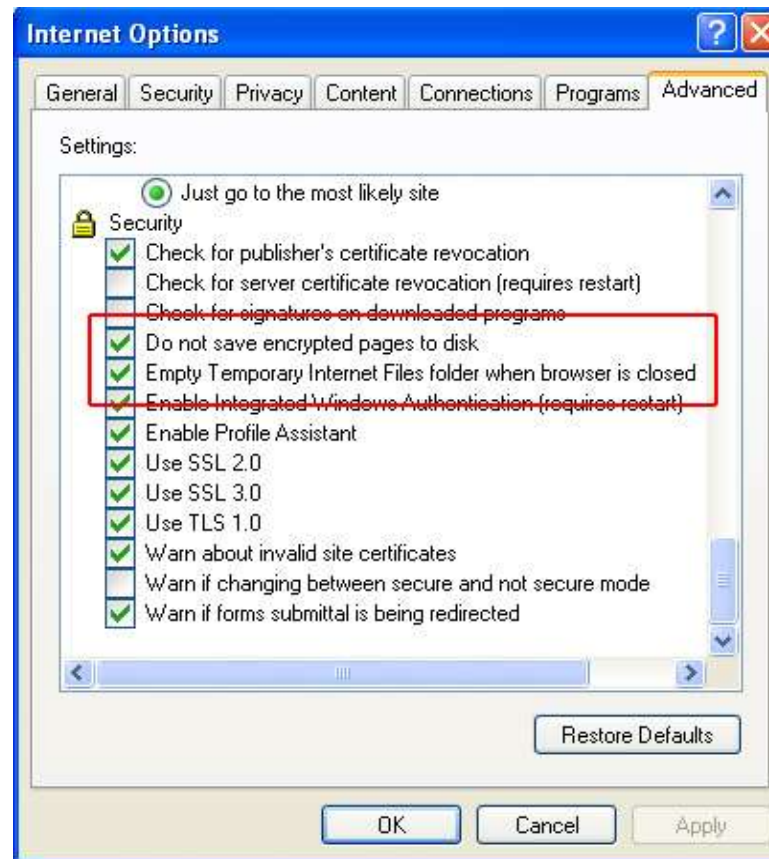 Internet Options
General Security Privacy Content Connections Programs Advanced
Settings:
Just go to the most likely site
Security
Check for publisher's certificate revocation
Check for server certificate revocation (requires restart)
Check for signatures on downloaded programs
Do not save encrypted pages to disk
Empty Temporary Internet Files folder when browser is closed
Enable Integrated Windows Authentication (requires restart)
Enable Profile Assistant
Use SSL 2.0
Use SSL 3.0
Use TLS 1.0
Warn about invalid site certificates
Warn if changing between secure and not secure mode
Warn if forms submittal is being redirected
Restore Defaults
OK Cancel Apply